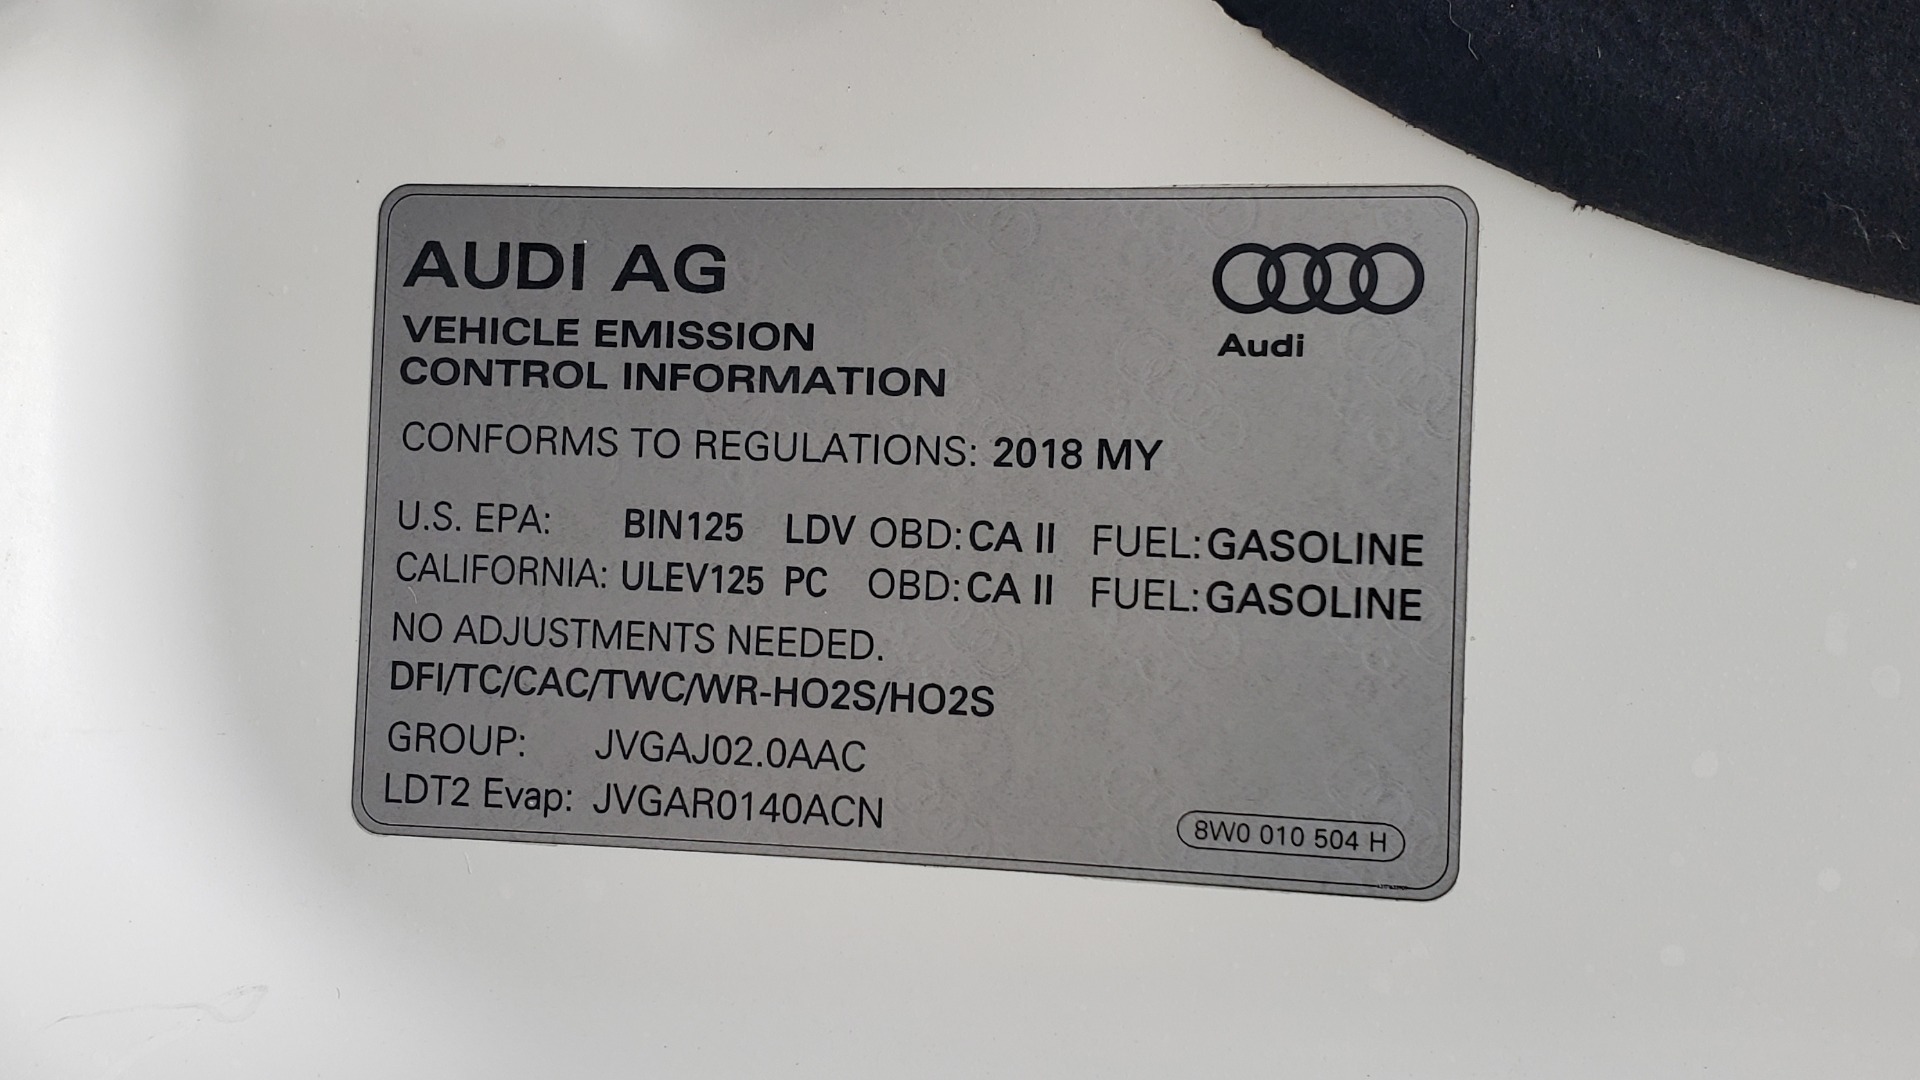 AUDI AG
Audi
VEHICLE EMISSION
CONTROL INFORMATION
CONFORMS TO REGULATIONS: 2018 MY
U.S. EPA: BIN125 LDV OBD: CA II FUEL: GASOLINE
CALIFORNIA: ULEV125 PC OBD: CA II FUEL: GASOLINE
NO ADJUSTMENTS NEEDED.
DFI/TC/CAC/TWC/WR-HO2S/HO2S
GROUP: JVGAJ02.0AAC
LDT2 Evap: JVGAR0140ACN
8W0 010 504 H